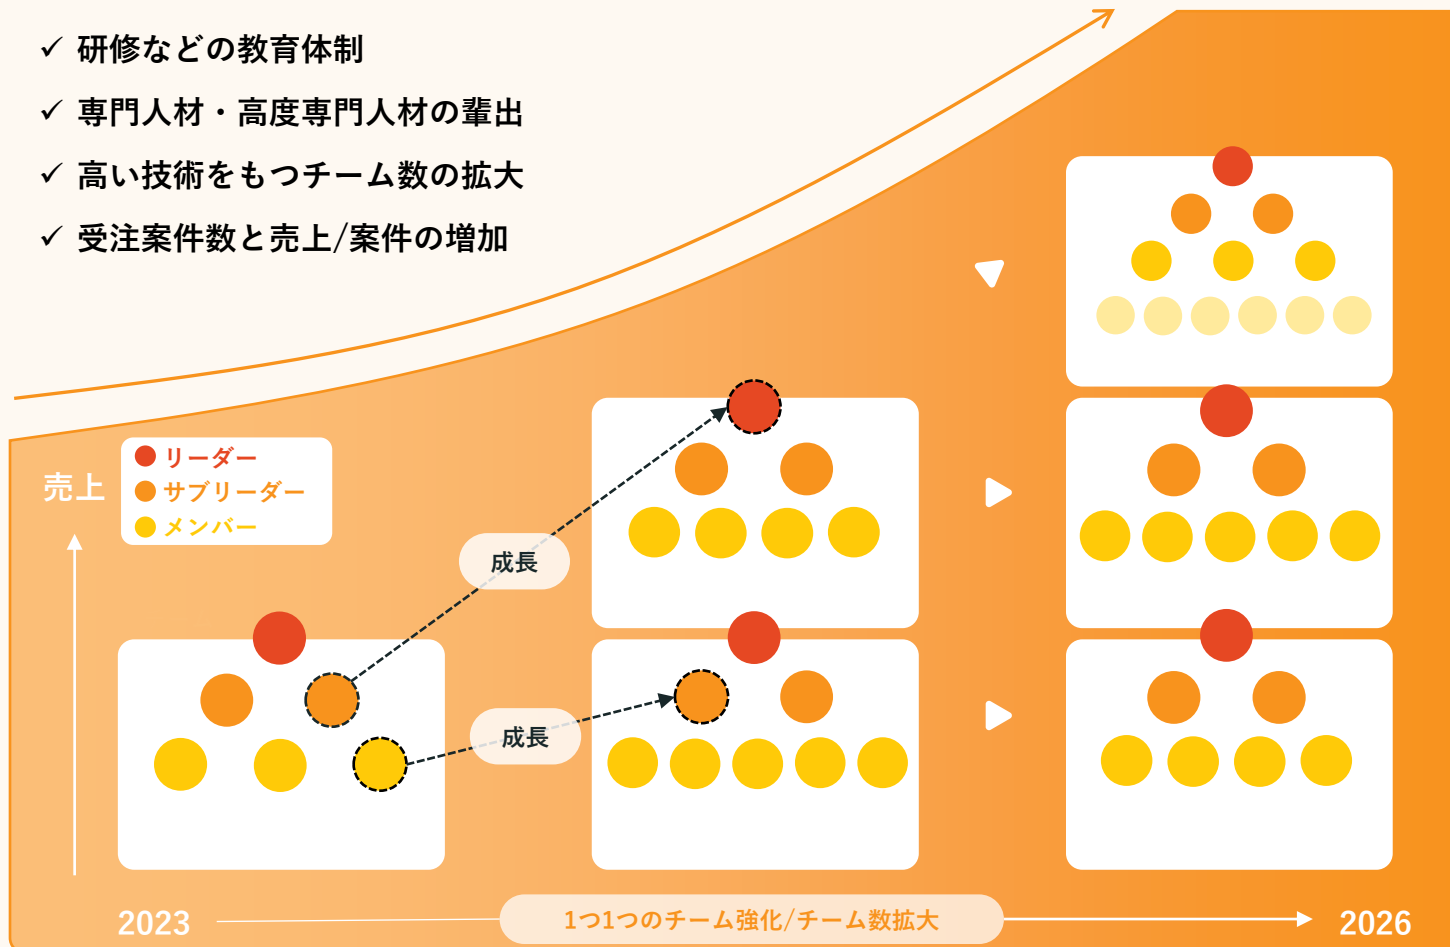 ✓ 研修などの教育体制
✓ 専門人材・高度専門人材の輩出
✓ 高い技術をもつチーム数の拡大
✓ 受注案件数と売上/案件の増加
売上
リーダー
サブリーダー
メンバー
成長
成長
2023
1つ1つのチーム強化/チーム数拡大
2026